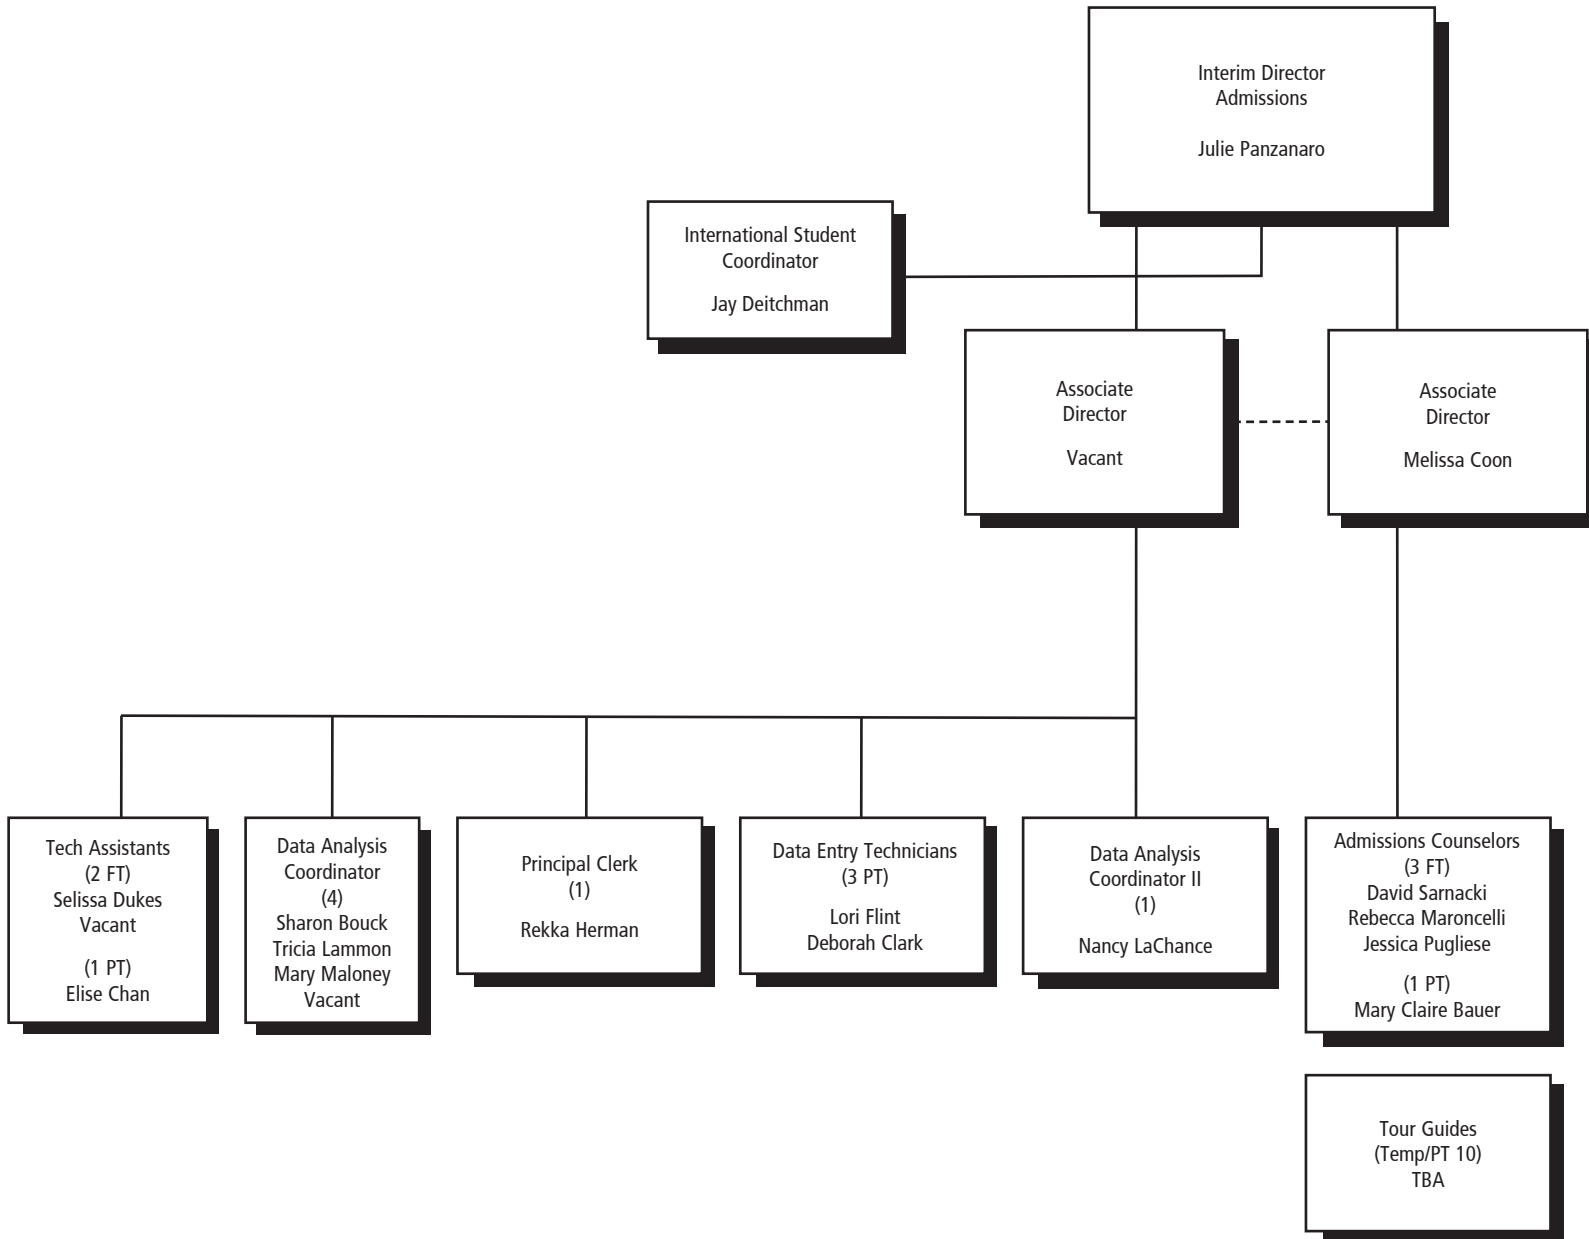 Interim Director
Admissions
Julie Panzanaro
International Student
Coordinator
Jay Deitchman
Associate
Director
Vacant
Associate
Director
Melissa Coon
Tech Assistants
(2 FT)
Selissa Dukes
Vacant
(1 PT)
Elise Chan
Data Analysis
Coordinator
(4)
Sharon Bouck
Tricia Lammon
Mary Maloney
Vacant
Principal Clerk
(1)
Rekka Herman
Data Entry Technicians
(3 PT)
Lori Flint
Deborah Clark
Data Analysis
Coordinator II
(1)
Nancy LaChance
Admissions Counselors
(3 FT)
David Sarnacki
Rebecca Maroncelli
Jessica Pugliese
(1 PT)
Mary Claire Bauer
Tour Guides
(Temp/PT 10)
TBA